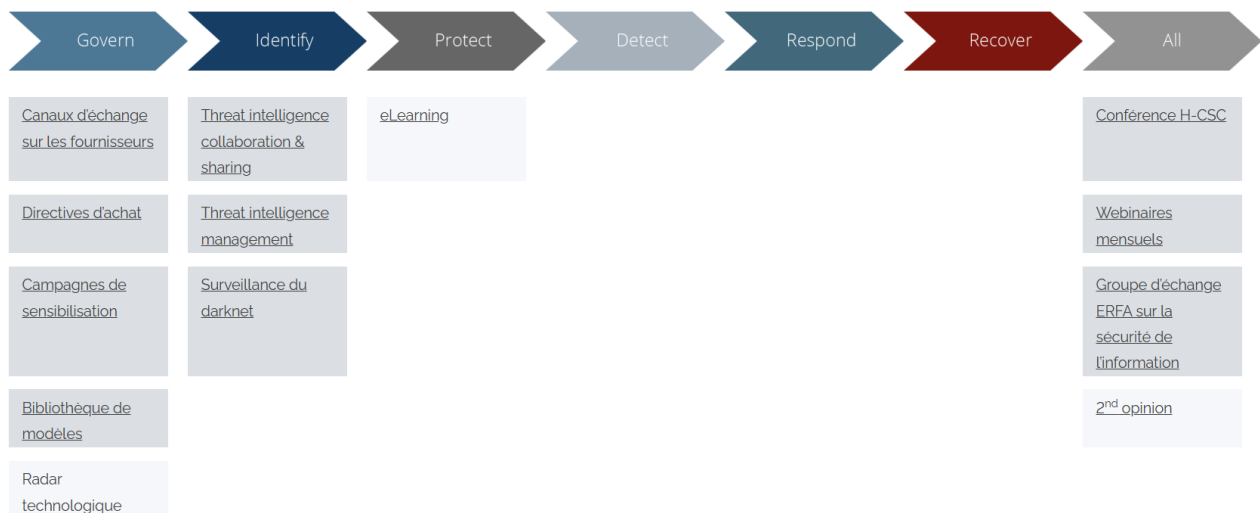 Govern
Identify
Protect
Detect
Respond
Recover
All
Canaux d'échange
sur les fournisseurs
Threat intelligence
collaboration &
sharing
eLearning
Conférence H-CSC
Directives d'achat
Threat intelligence
management
Webinaires
mensuels
Campagnes de
sensibilisation
Surveillance du
darknet
Groupe d'échange
ERFA sur la
sécurité de
l'information
Bibliothèque de
modèles
2nd opinion
Radar
technologique